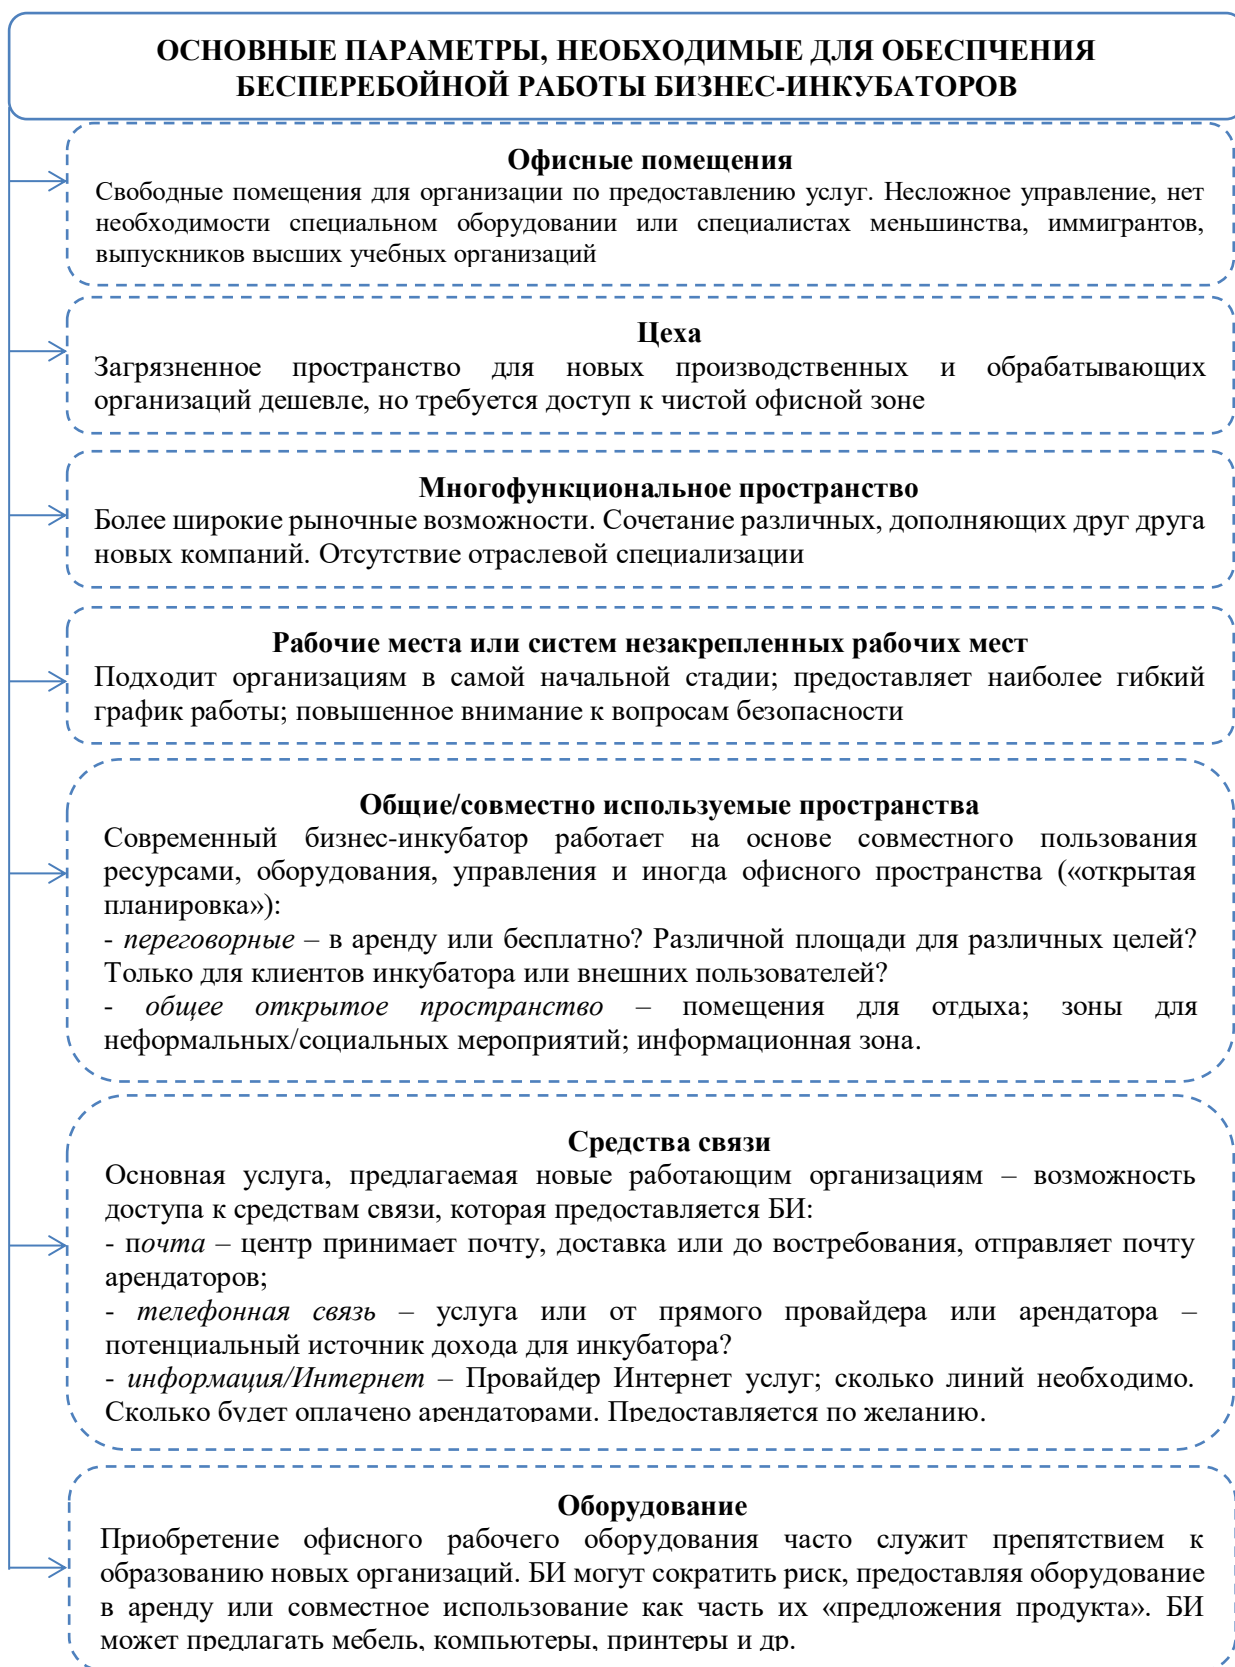 ОСНОВНЫЕ ПАРАМЕТРЫ, НЕОБХОДИМЫЕ ДЛЯ ОБЕСПЧЕНИЯ
БЕСПЕРЕБОЙНОЙ РАБОТЫ БИЗНЕС-ИНКУБАТОРОВ
Офисные помещения
Свободные помещения для организации по предоставлению услуг. Несложное управление, нет
необходимости специальном оборудовании или специалистах меньшинства, иммигрантов,
выпускников высших учебных организаций
Цеха
Загрязненное пространство для новых производственных и обрабатывающих
организаций дешевле, но требуется доступ к чистой офисной зоне
Многофункциональное пространство
Более широкие рыночные возможности. Сочетание различных, дополняющих друг друга
новых компаний. Отсутствие отраслевой специализации
Рабочие места или систем незакрепленных рабочих мест
Подходит организациям в самой начальной стадии; предоставляет наиболее гибкий
график работы; повышенное внимание к вопросам безопасности
Общие/совместно используемые пространства
Современный бизнес-инкубатор работает на основе совместного пользования
ресурсами, оборудования, управления и иногда офисного пространства («открытая
планировка»):
- переговорные – в аренду или бесплатно? Различной площади для различных целей?
Только для клиентов инкубатора или внешних пользователей?
- общее открытое пространство – помещения для отдыха; зоны для
неформальных/социальных мероприятий; информационная зона.
Средства связи
Основная услуга, предлагаемая новые работающим организациям – возможность
доступа к средствам связи, которая предоставляется БИ:
- почта – центр принимает почту, доставка или до востребования, отправляет почту
арендаторов;
- телефонная связь – услуга или от прямого провайдера или арендатора –
потенциальный источник дохода для инкубатора?
- информация/Интернет – Провайдер Интернет услуг; сколько линий необходимо.
Сколько будет оплачено арендаторами. Предоставляется по желанию.
Оборудование
Приобретение офисного рабочего оборудования часто служит препятствием к
образованию новых организаций. БИ могут сократить риск, предоставляя оборудование
в аренду или совместное использование как часть их «предложения продукта». БИ
может предлагать мебель, компьютеры, принтеры и др.